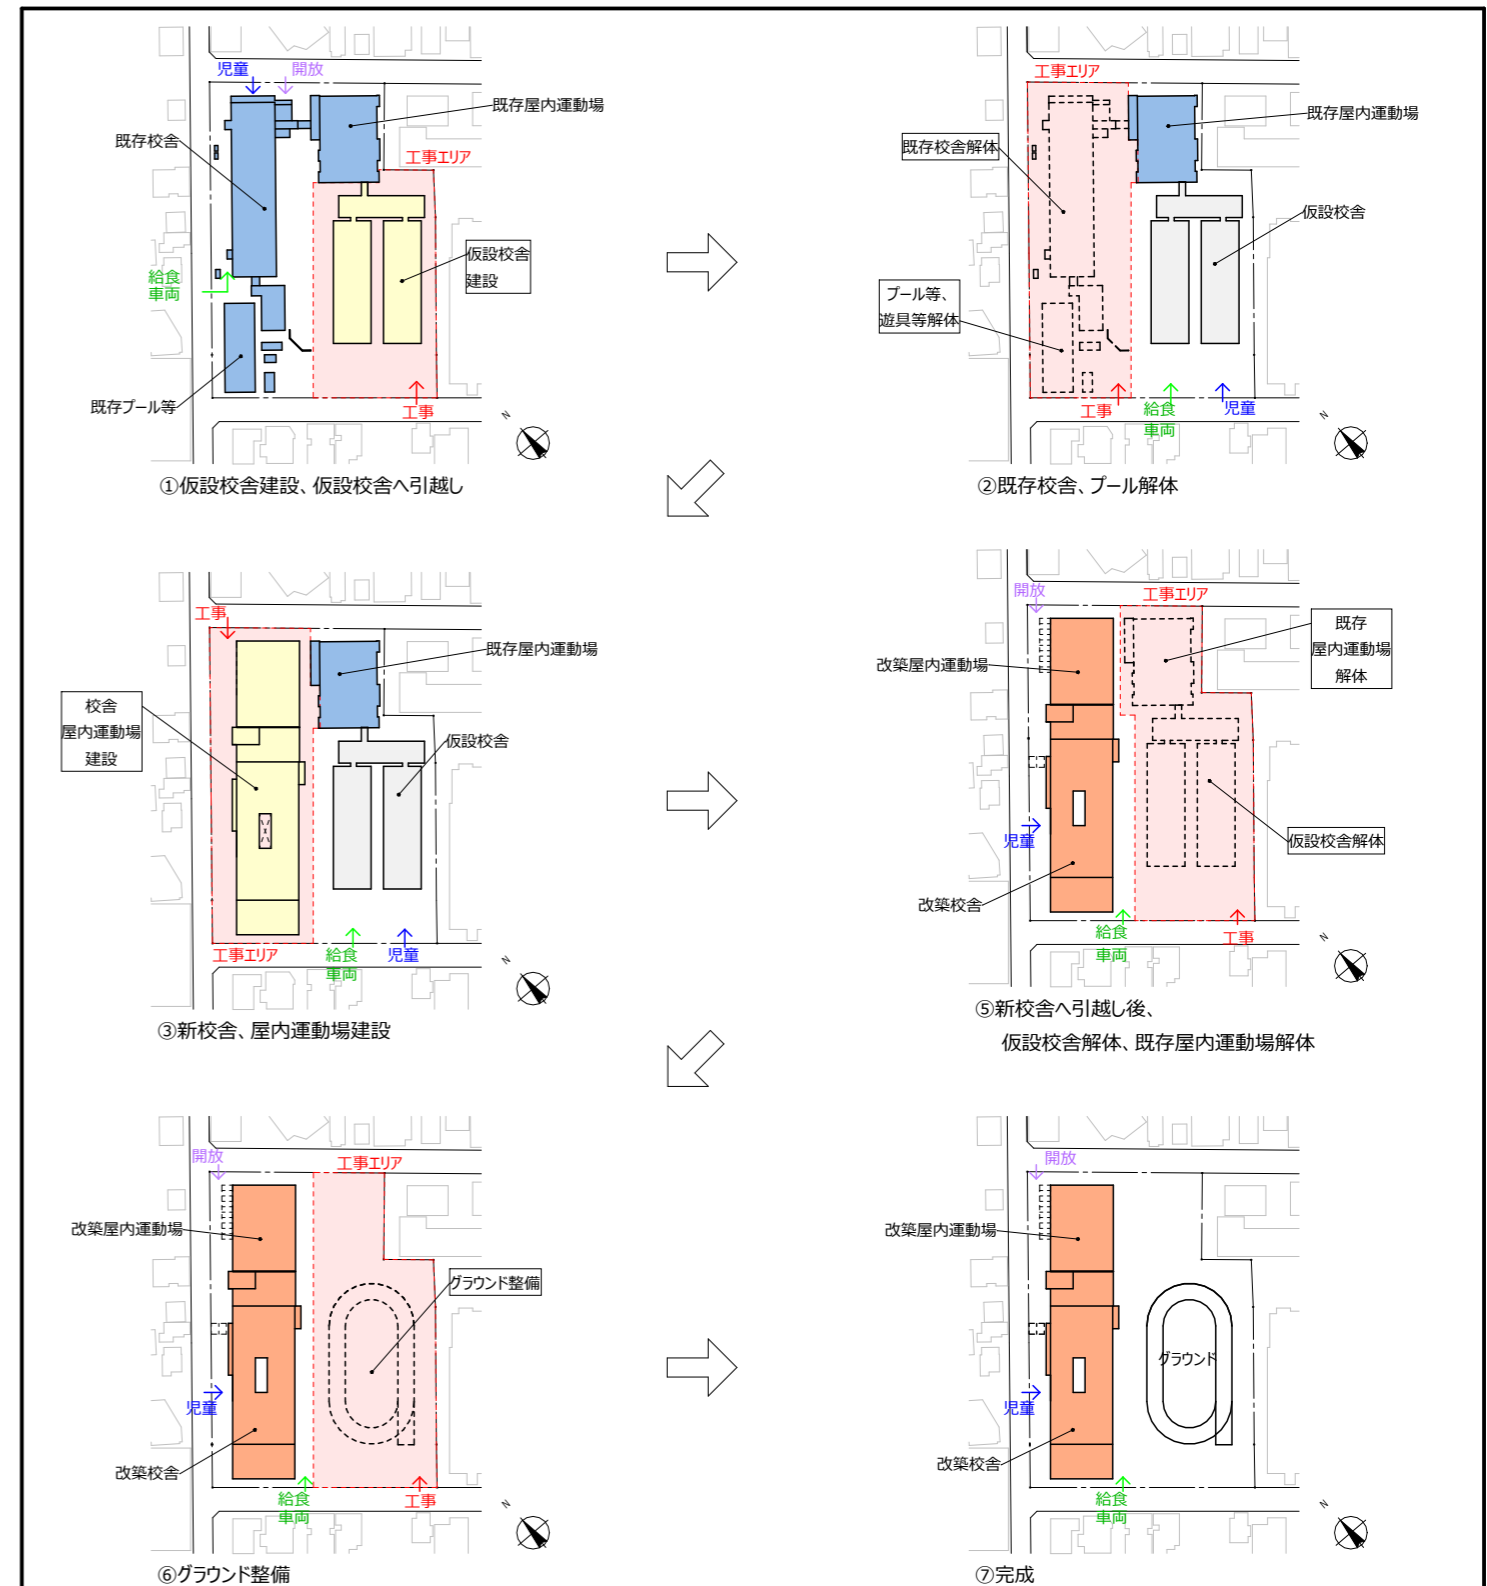 児童
開放
既存屋内運動場
既存校舎
工事エリア
仮設校舎
建設
給食
車両
既存プール等
工事
N
①仮設校舎建設、仮設校舎へ引越し
工事エリア
既存屋内運動場
既存校舎解体
仮設校舎
プール等、
遊具等解体
工事
給食
車両
児童
N
②既存校舎、プール解体
工事
既存屋内運動場
校舎
屋内運動場
建設
仮設校舎
工事エリア
給食
車両
児童
N
③新校舎、屋内運動場建設
開放
工事エリア
既存
屋内運動場
解体
改築屋内運動場
児童
仮設校舎解体
改築校舎
給食
車両
工事
N
⑤新校舎へ引越し後、
仮設校舎解体、既存屋内運動場解体
開放
工事エリア
改築屋内運動場
グラウンド整備
児童
改築校舎
給食
車両
工事
N
⑥グラウンド整備
開放
改築屋内運動場
グラウンド
児童
改築校舎
給食
車両
N
⑦完成